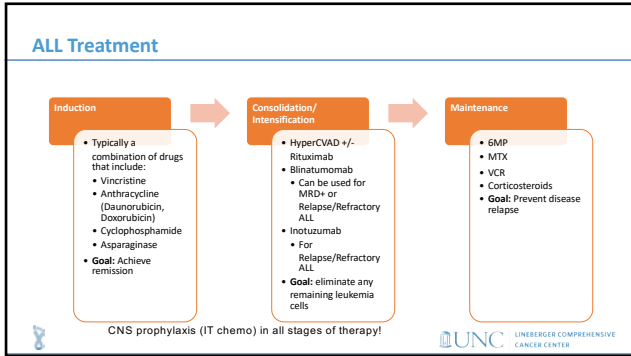 ALL Treatment
Induction
• Typically a
combination of drugs
that include:
• Vincristine
• Anthracycline
(Daunorubicin,
Doxorubicin)
• Cyclophosphamide
• Asparaginase
• Goal: Achieve
remission
Consolidation/
Intensification
• HyperCVAD +/-
Rituximab
• Blinatumomab
• Can be used for
MRD+ or
Relapse/Refractory
ALL
• Inotuzumab
• For
Relapse/Refractory
ALL
• Goal: eliminate any
remaining leukemia
cells
Maintenance
• 6MP
• MTX
• VCR
• Corticosteroids
• Goal: Prevent disease
relapse
CNS prophylaxis (IT chemo) in all stages of therapy!
UNC
LINEBERGER COMPREHENSIVE
CANCER CENTER